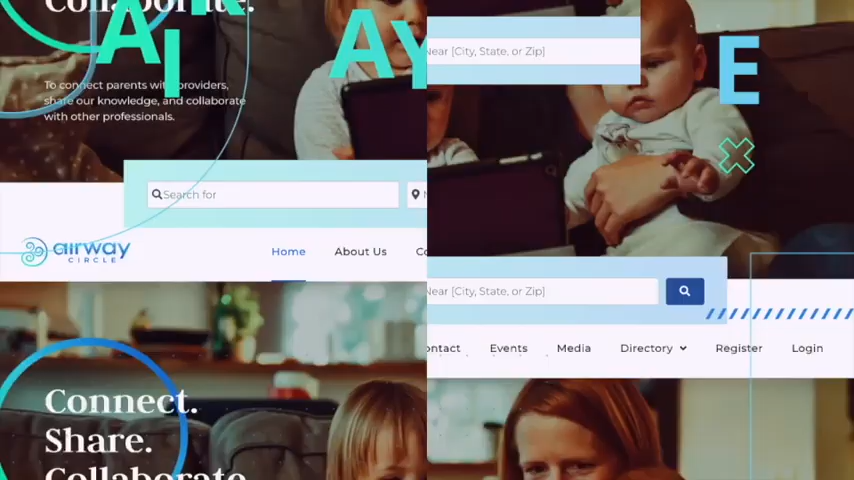 Collaborate.
A I
AY
E
To connect parents with providers,
share our knowledge, and collaborate
with other professionals.
Near [City, State, or Zip]
Search for
airway
CIRCLE
Home About Us
Near [City, State, or Zip]
Contact Events Media Directory Register Login
Connect.
Share.
Collaborate